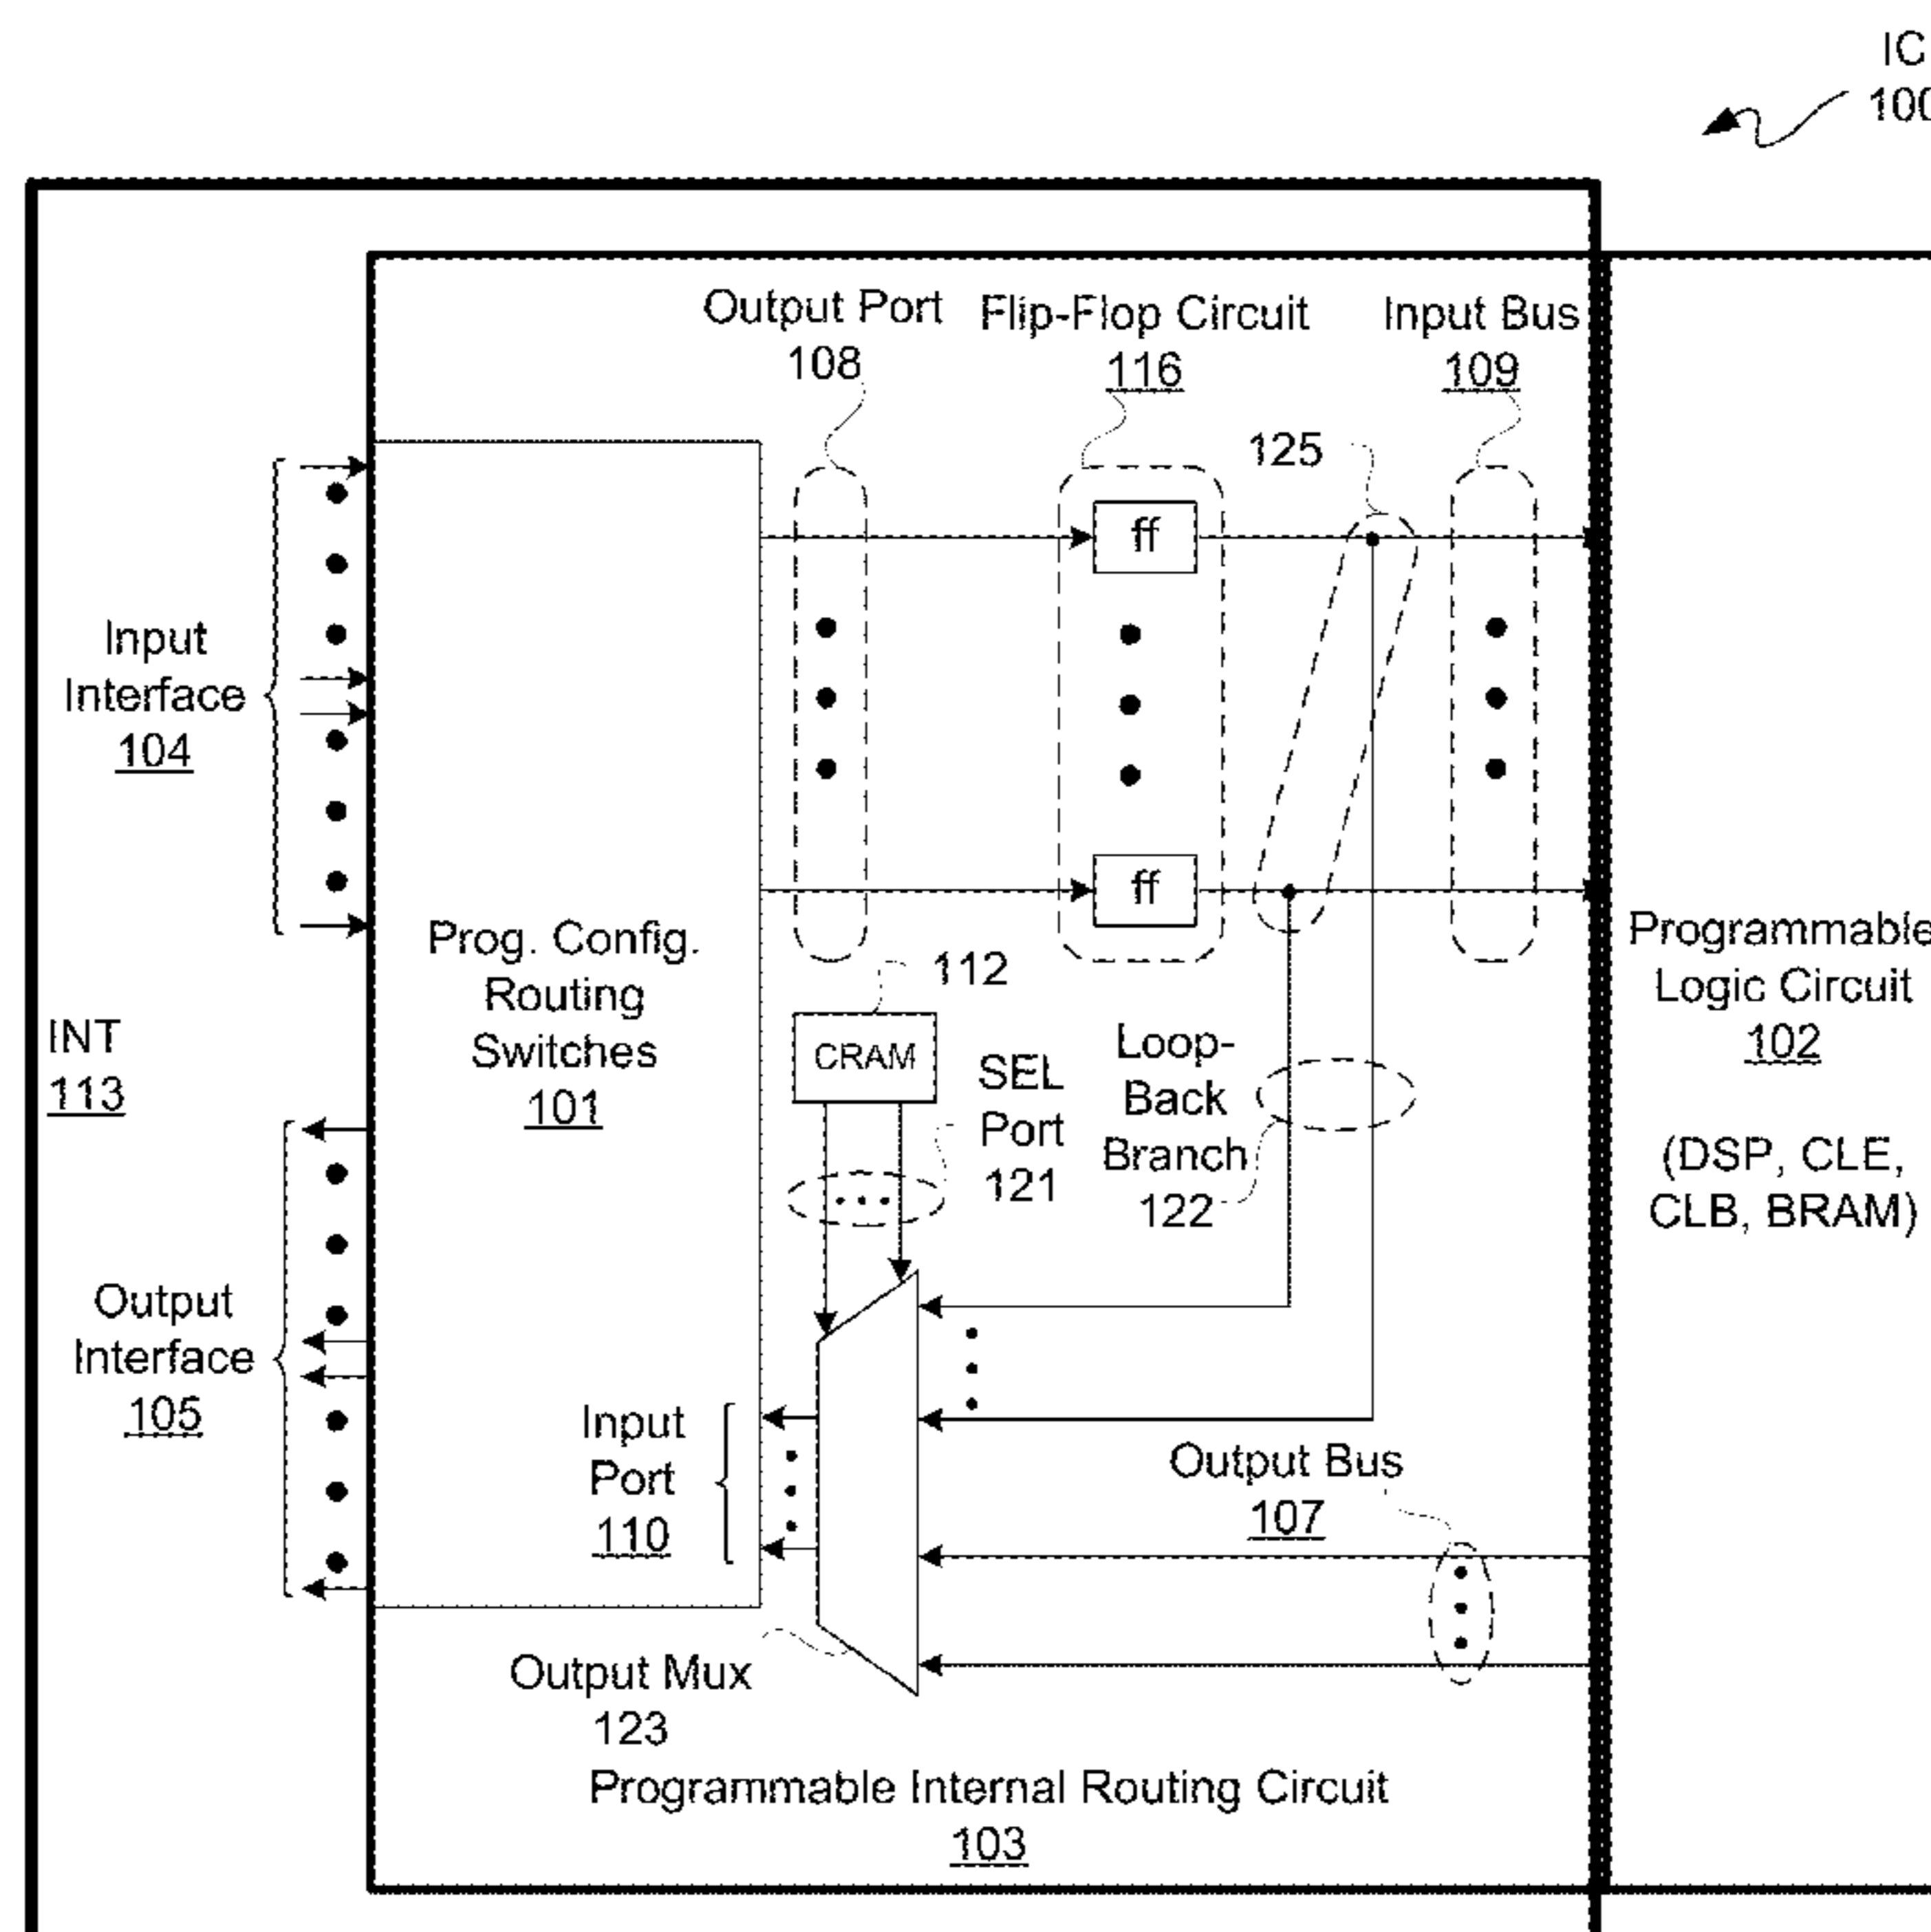 IC
100
Output Port
108
Flip-Flop Circuit
116
Input Bus
109
125
ff
ff
Input
Interface
104
Prog. Config.
Routing
Switches
101
112
CRAM
SEL
Port
121
Loop-
Back
Branch
122
Programmable
Logic Circuit
102
(DSP, CLE,
CLB, BRAM)
INT
113
Output
Interface
105
Input
Port
110
Output Bus
107
Output Mux
123
Programmable Internal Routing Circuit
103